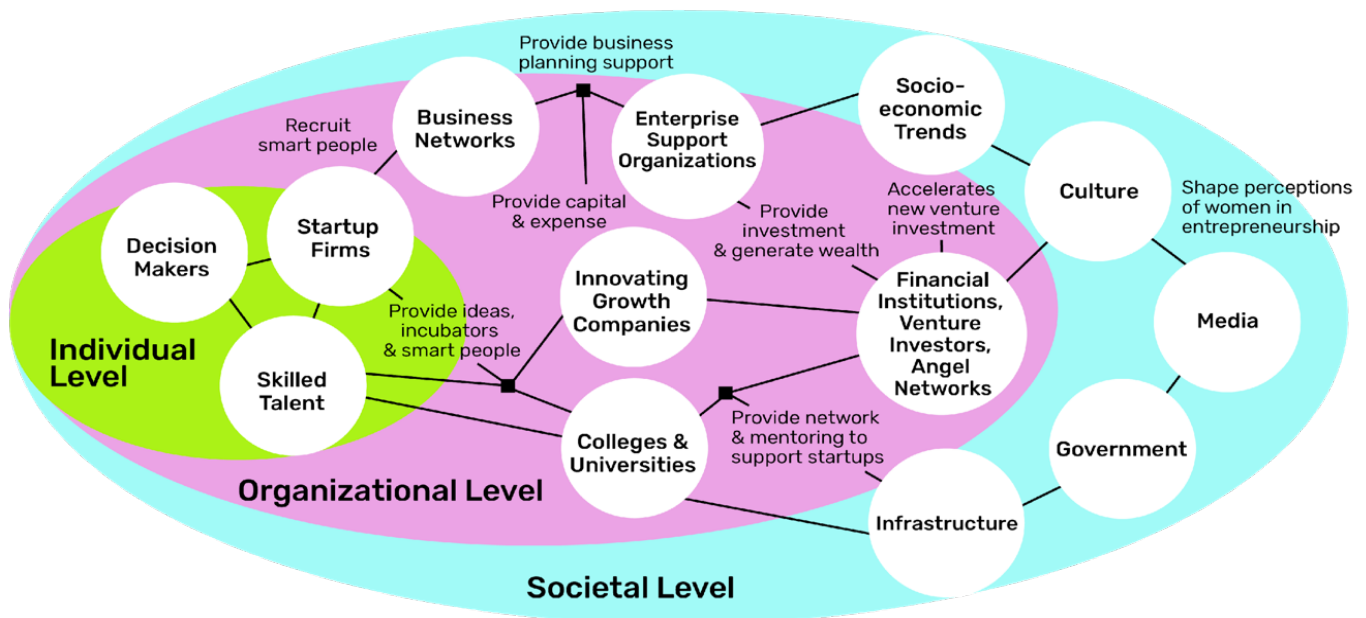 Provide business
planning support
Business
Networks
Enterprise
Support
Organizations
Socio-
economic
Trends
Recruit
smart people
Culture
Shape perceptions
of women in
entrepreneurship
Provide capital
& expense
Provide
investment
& generate wealth
Accelerates
new venture
investment
Decision
Makers
Startup
Firms
Innovating
Growth
Companies
Financial
Institutions,
Venture
Investors,
Angel
Networks
Media
Provide ideas,
incubators
& smart people
Individual
Level
Skilled
Talent
Colleges &
Universities
Provide network
& mentoring to
support startups
Government
Organizational Level
Infrastructure
Societal Level